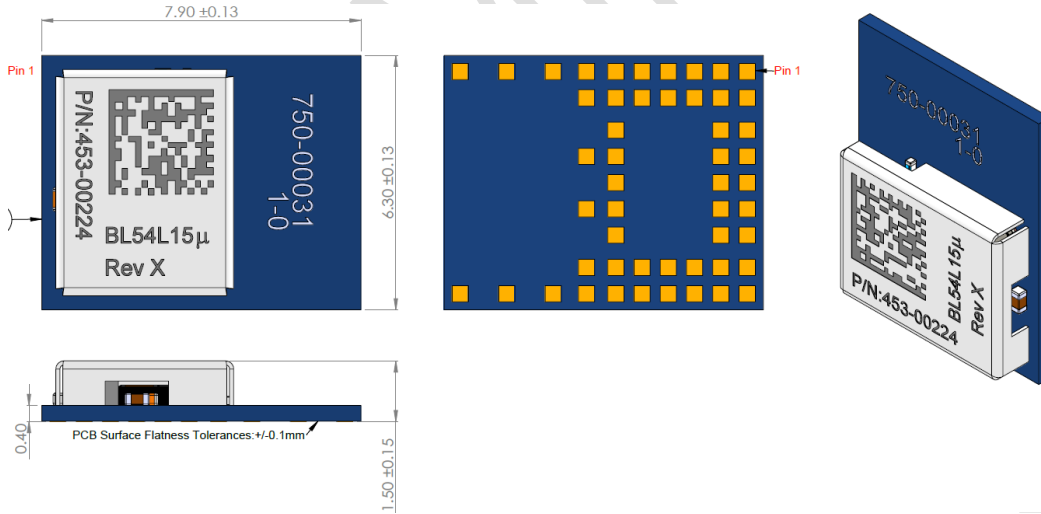 7.90 ±0.13
Pin 1
P/N:453-00224
BL54L15µ
Rev X
750-00031
1-0
6.30 ±0.13
Pin 1
750-00031
1-0
P/N:453-00224
BL54L15µ
Rev X
0.40
PCB Surface Flatness Tolerances:+/-0.1mm
1.50 ±0.15